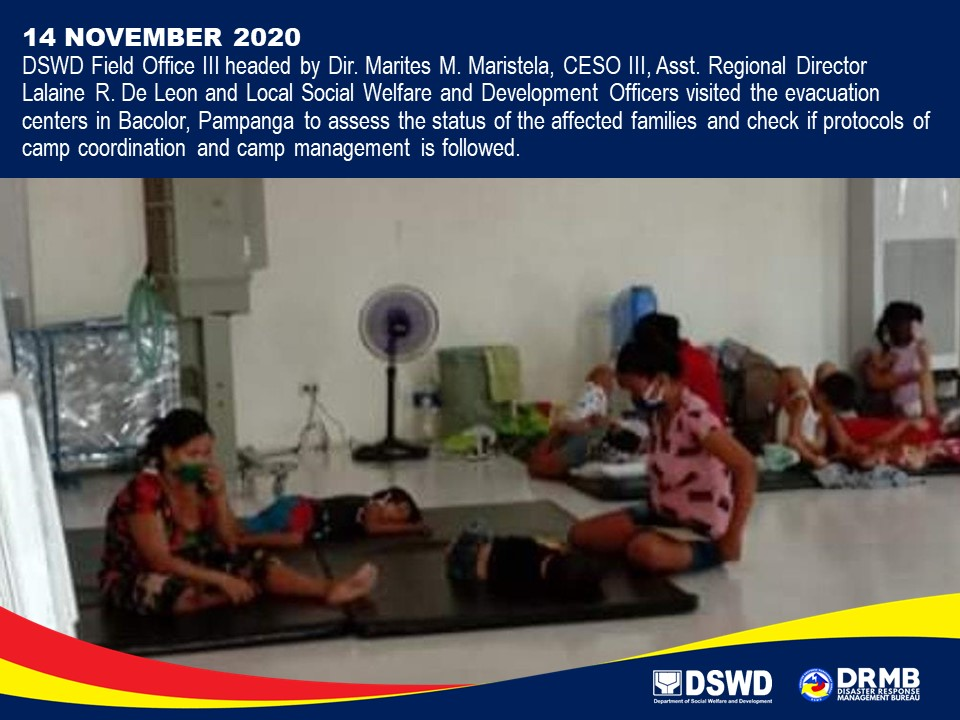 14 NOVEMBER 2020
DSWD Field Office III headed by Dir. Marites M. Maristela, CESO III, Asst. Regional Director
Lalaine R. De Leon and Local Social Welfare and Development Officers visited the evacuation
centers in Bacolor, Pampanga to assess the status of the affected families and check if protocols of
camp coordination and camp management is followed.
DSWD
Department of Social Welfare and Development
DRMB
DISASTER RESPONSE
MANAGEMENT BUREAU